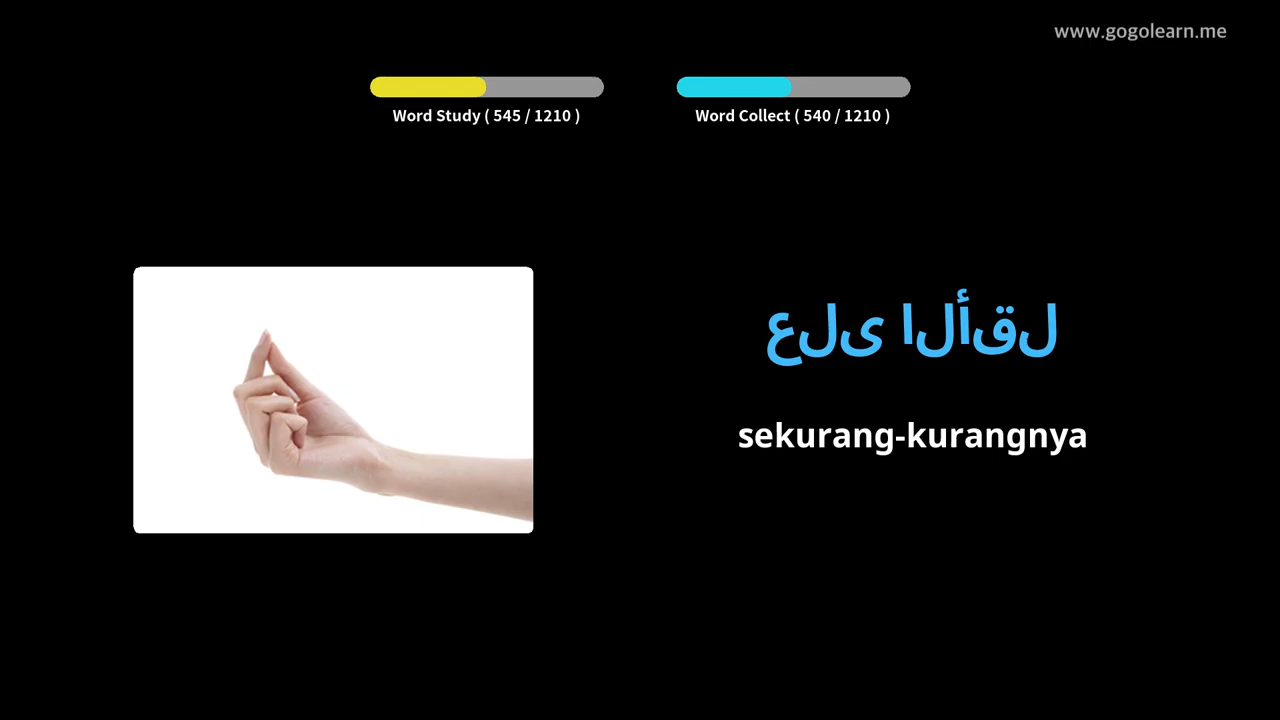 www.gogolearn.me
Word Study ( 545 / 1210 )
Word Collect ( 540 / 1210 )
على الأقل
sekurang-kurangnya